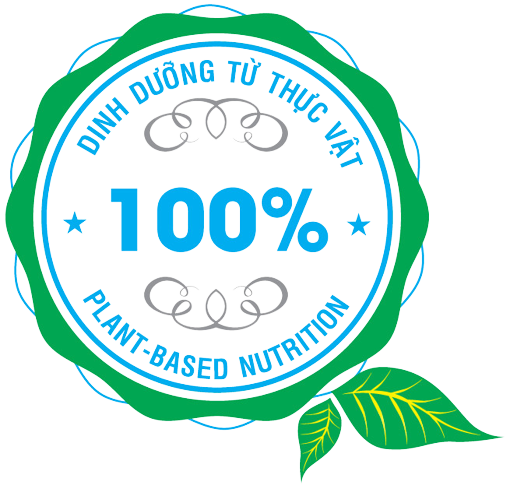 DINH DƯỠNG TỪ THỰC VẬT
100%
PLANT-BASED NUTRITION